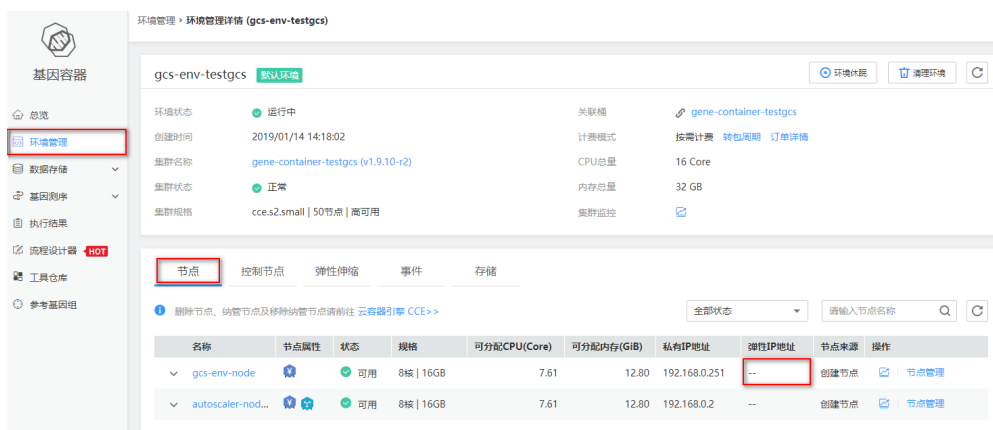 环境管理 › 环境管理详情 (gcs-env-testgcs)
基因容器
总览
环境管理
数据存储
基因测序
执行结果
流程设计器 HOT
工具仓库
参考基因组
gcs-env-testgcs 默认环境 环境休眠 清理环境
环境状态 运行中 关联桶 gene-container-testgcs
创建时间 2019/01/14 14:18:02 计费模式 按需计费 转包周期 订单详情
集群名称 gene-container-testgcs (v1.9.10-r2) CPU总量 16 Core
集群状态 正常 内存总量 32 GB
集群规格 cce.s2.small | 50节点 | 高可用 集群监控
节点 控制节点 弹性伸缩 事件 存储
删除节点、纳管节点及移除纳管节点请前往 云容器引擎 CCE>> 全部状态 请输入节点名称
名称 节点属性 状态 规格 可分配CPU(Core) 可分配内存(GiB) 私有IP地址 弹性IP地址 节点来源 操作
gcs-env-node 可用 8核 | 16GB 7.61 12.80 192.168.0.251 -- 创建节点 节点管理
autoscaler-nod... 可用 8核 | 16GB 7.61 12.80 192.168.0.2 -- 创建节点 节点管理